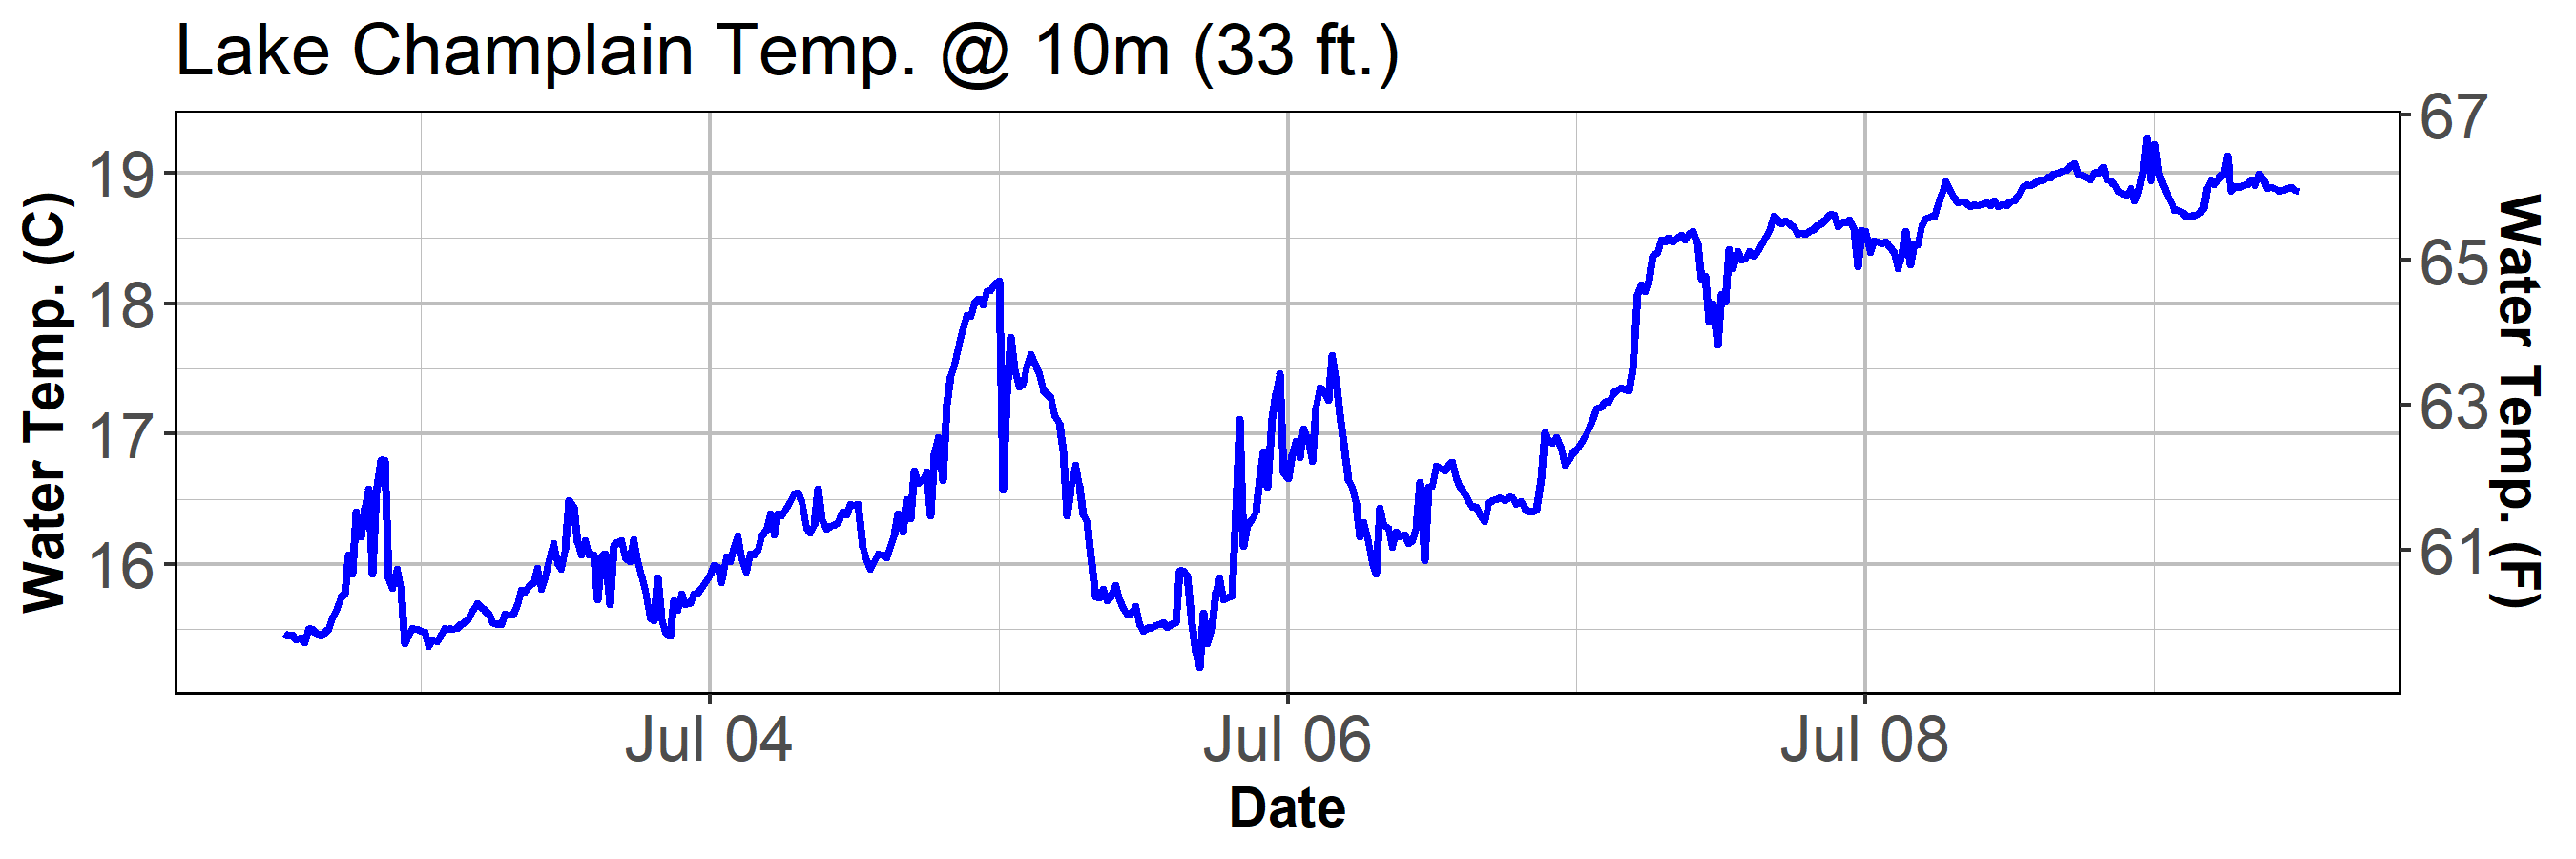 Lake Champlain Temp. @ 10m (33 ft.)
Water Temp. (C)
19
18
17
16
67
65
63
61
Water Temp. (F)
Jul 04
Jul 06
Jul 08
Date